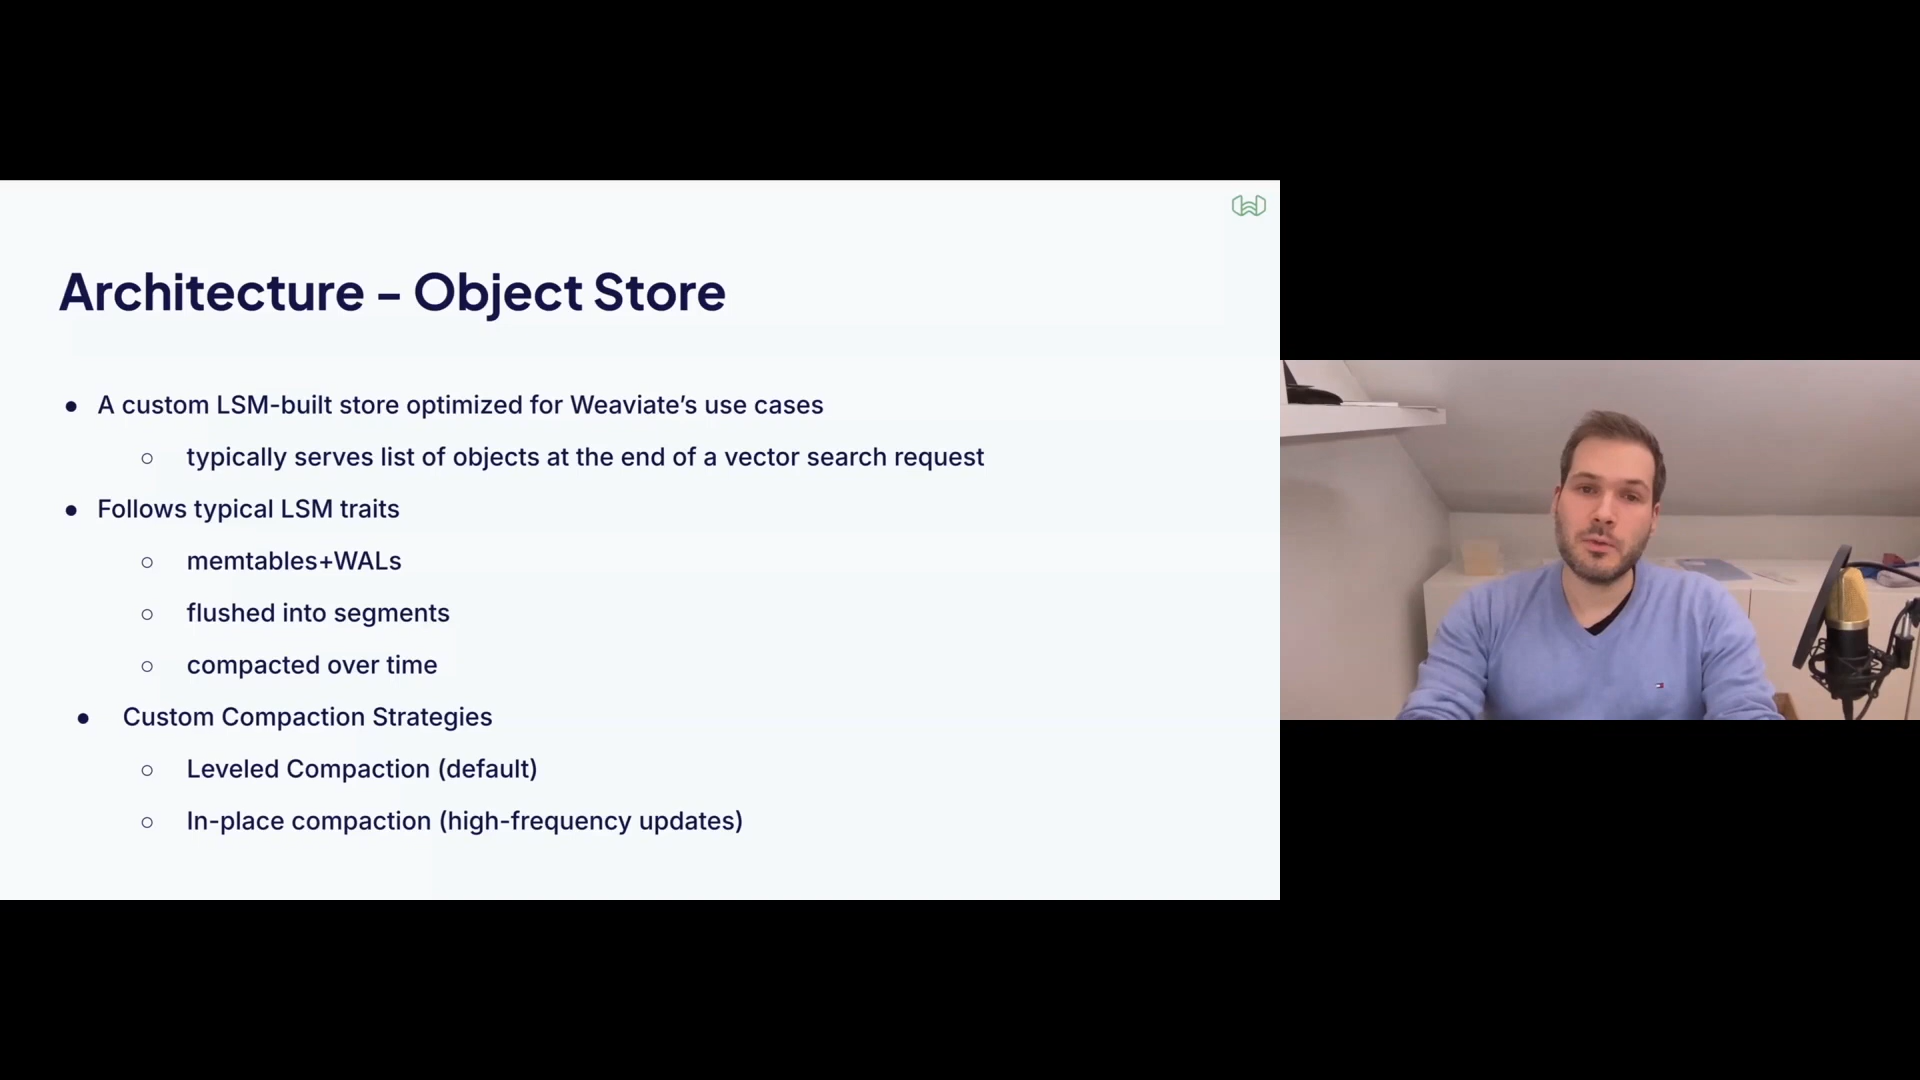 Architecture – Object Store
● A custom LSM-built store optimized for Weaviate's use cases
○ typically serves list of objects at the end of a vector search request
● Follows typical LSM traits
○ memtables+WALs
○ flushed into segments
○ compacted over time
● Custom Compaction Strategies
○ Leveled Compaction (default)
○ In-place compaction (high-frequency updates)